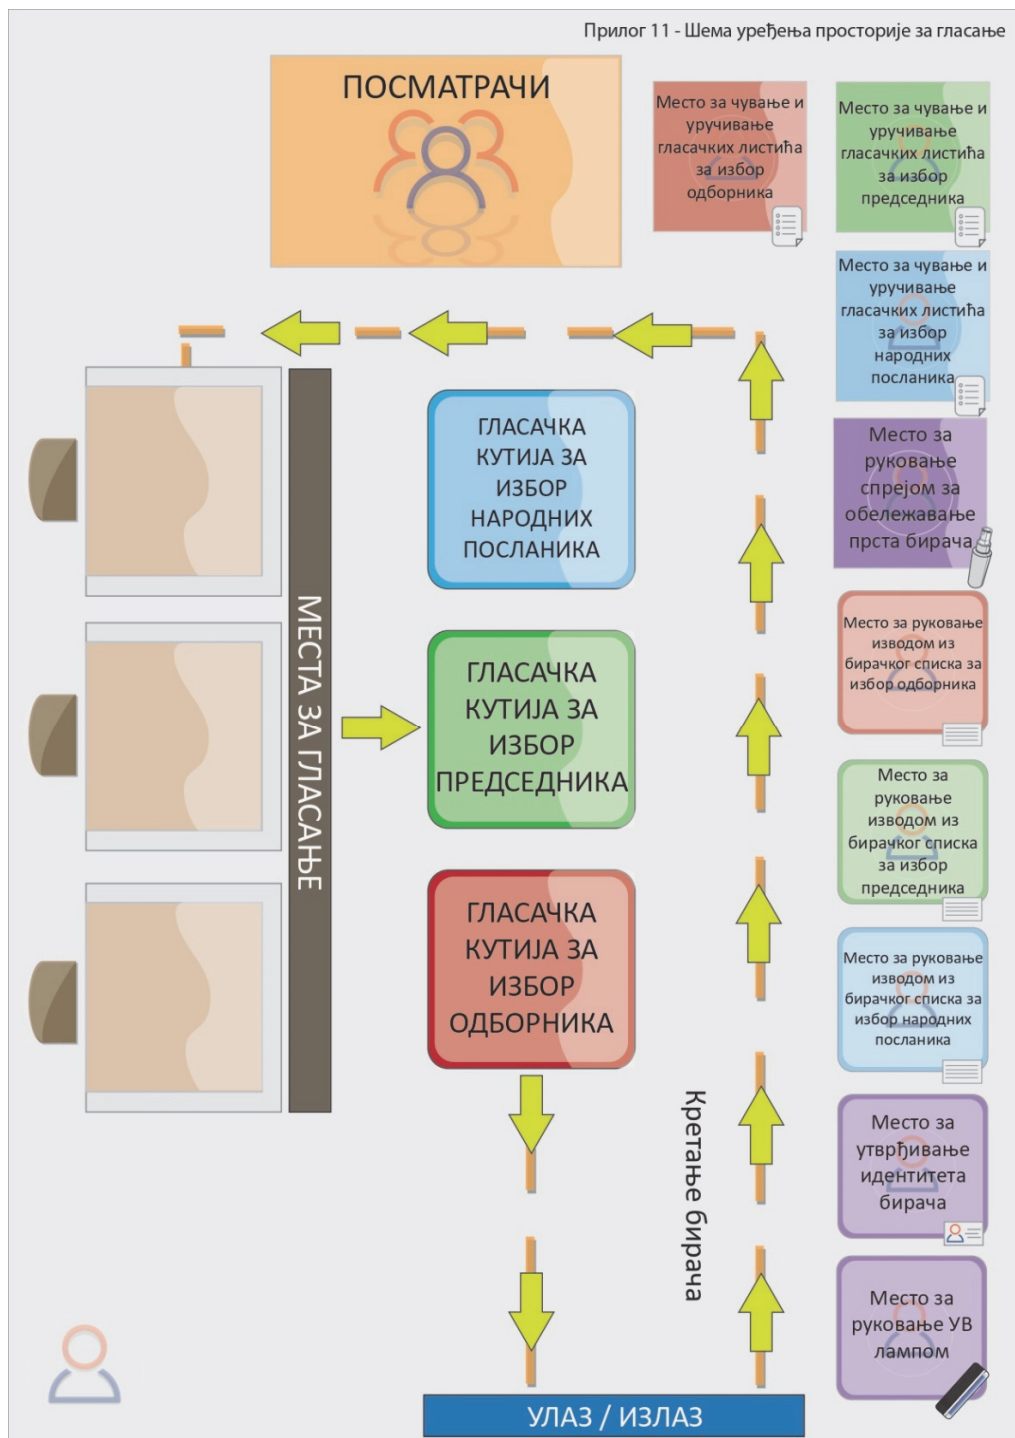 Прилог 11 - Шема уређења просторије за гласање
ПОСМАТРАЧИ
Место за чување и
уручивање
гласачких листића
за избор
одборника
Место за чување и
уручивање
гласачких листића
за избор
председника
Место за чување и
уручивање
гласачких листића
за избор
народних
посланика
ГЛАСАЧКА
КУТИЈА ЗА
ИЗБОР
НАРОДНИХ
ПОСЛАНИКА
Место за
руковање
спрејом за
обележавање
прста бирача
МЕСТА ЗА ГЛАСАЊЕ
ГЛАСАЧКА
КУТИЈА ЗА
ИЗБОР
ПРЕДСЕДНИКА
Место за руковање
изводом из
бирачког списка за
избор одборника
Место за
руковање
изводом из
бирачког списка
за избор
председника
ГЛАСАЧКА
КУТИЈА ЗА
ИЗБОР
ОДБОРНИКА
Место за руковање
изводом из
бирачког списка за
избор народних
посланика
Кретање бирача
Место за
утврђивање
идентитета
бирача
Место за
руковање УВ
лампом
УЛАЗ / ИЗЛАЗ